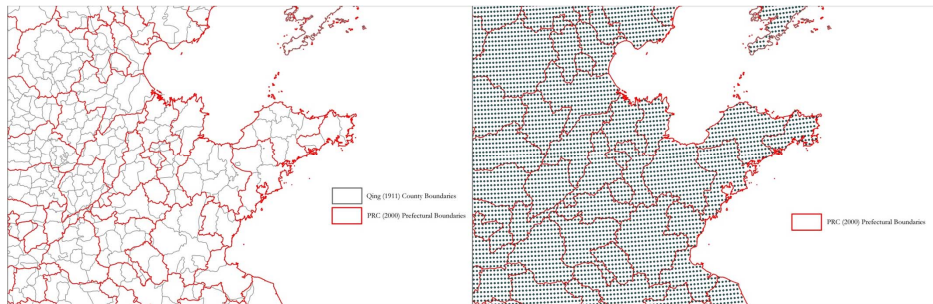 Qing (1911) County Boundaries
PRC (2000) Prefectural Boundaries
PRC (2000) Prefectural Boundaries